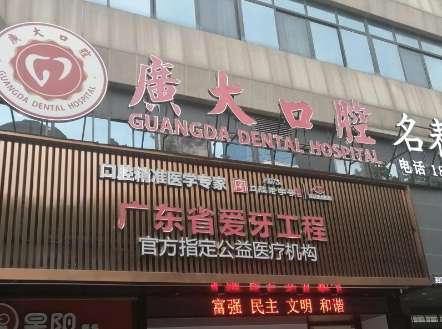 廣大口腔
GUANGDA DENTAL HOSPITAL
廣大口腔
GUANGDA DENTAL HOSPITAL
电话 18
口腔精准医学专家
广东省爱牙工程
官方指定公益医疗机构
富强 民主 文明 和谐